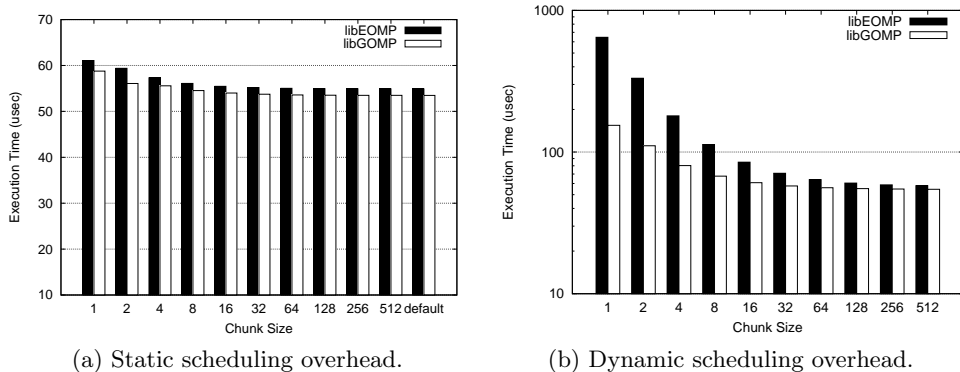 70
60
50
40
30
20
10
Execution Time (usec)
libEOMP
libGOMP
1 2 4 8 16 32 64 128 256 512 default
Chunk Size
(a) Static scheduling overhead.
1000
100
10
Execution Time (usec)
libEOMP
libGOMP
1 2 4 8 16 32 64 128 256 512
Chunk Size
(b) Dynamic scheduling overhead.